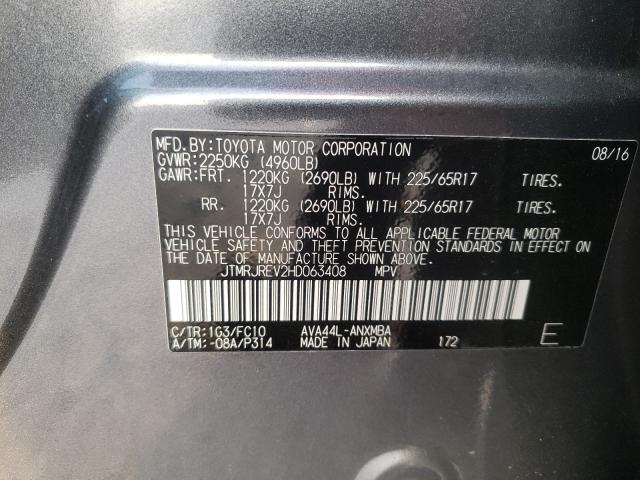 MFD.BY:TOYOTA MOTOR CORPORATION 08/16
GVWR:2250KG (4960LB)
GAWR:FRT. 1220KG (2690LB) WITH 225/65R17 TIRES.
17X7J RIMS.
RR. 1220KG (2690LB) WITH 225/65R17 TIRES.
17X7J RIMS.
THIS VEHICLE CONFORMS TO ALL APPLICABLE FEDERAL MOTOR
VEHICLE SAFETY AND THEFT PREVENTION STANDARDS IN EFFECT ON
THE DATE OF MANUFACTURE SHOWN ABOVE.
JTMRJREV2HD063408 MPV
C/TR:1G3/FC10 AVA44L-ANXMBA
A/TM:-08A/P314 MADE IN JAPAN 172 E